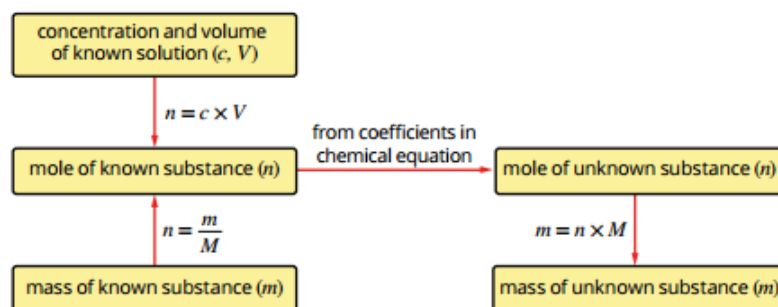 concentration and volume
of known solution (c, V)
n = c × V
from coefficients in
chemical equation
mole of known substance (n)
mole of unknown substance (n)
n = m/M
m = n × M
mass of known substance (m)
mass of unknown substance (m)